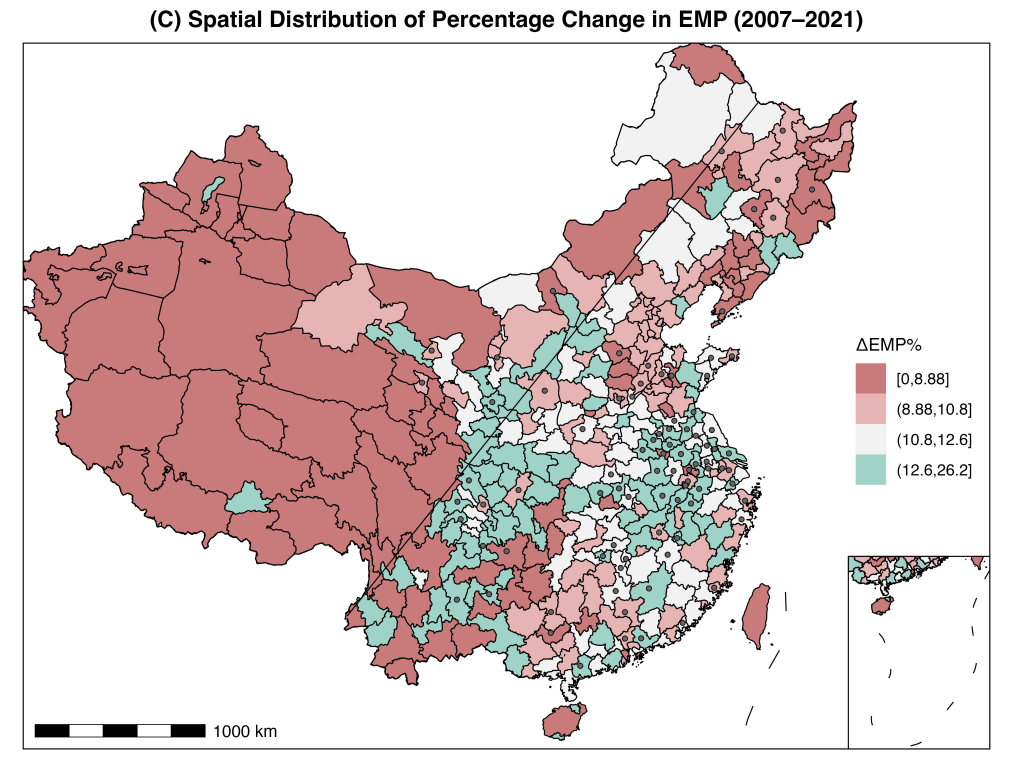 (C) Spatial Distribution of Percentage Change in EMP (2007–2021)
ΔEMP%
[0,8.88]
(8.88,10.8]
(10.8,12.6]
(12.6,26.2]
1000 km